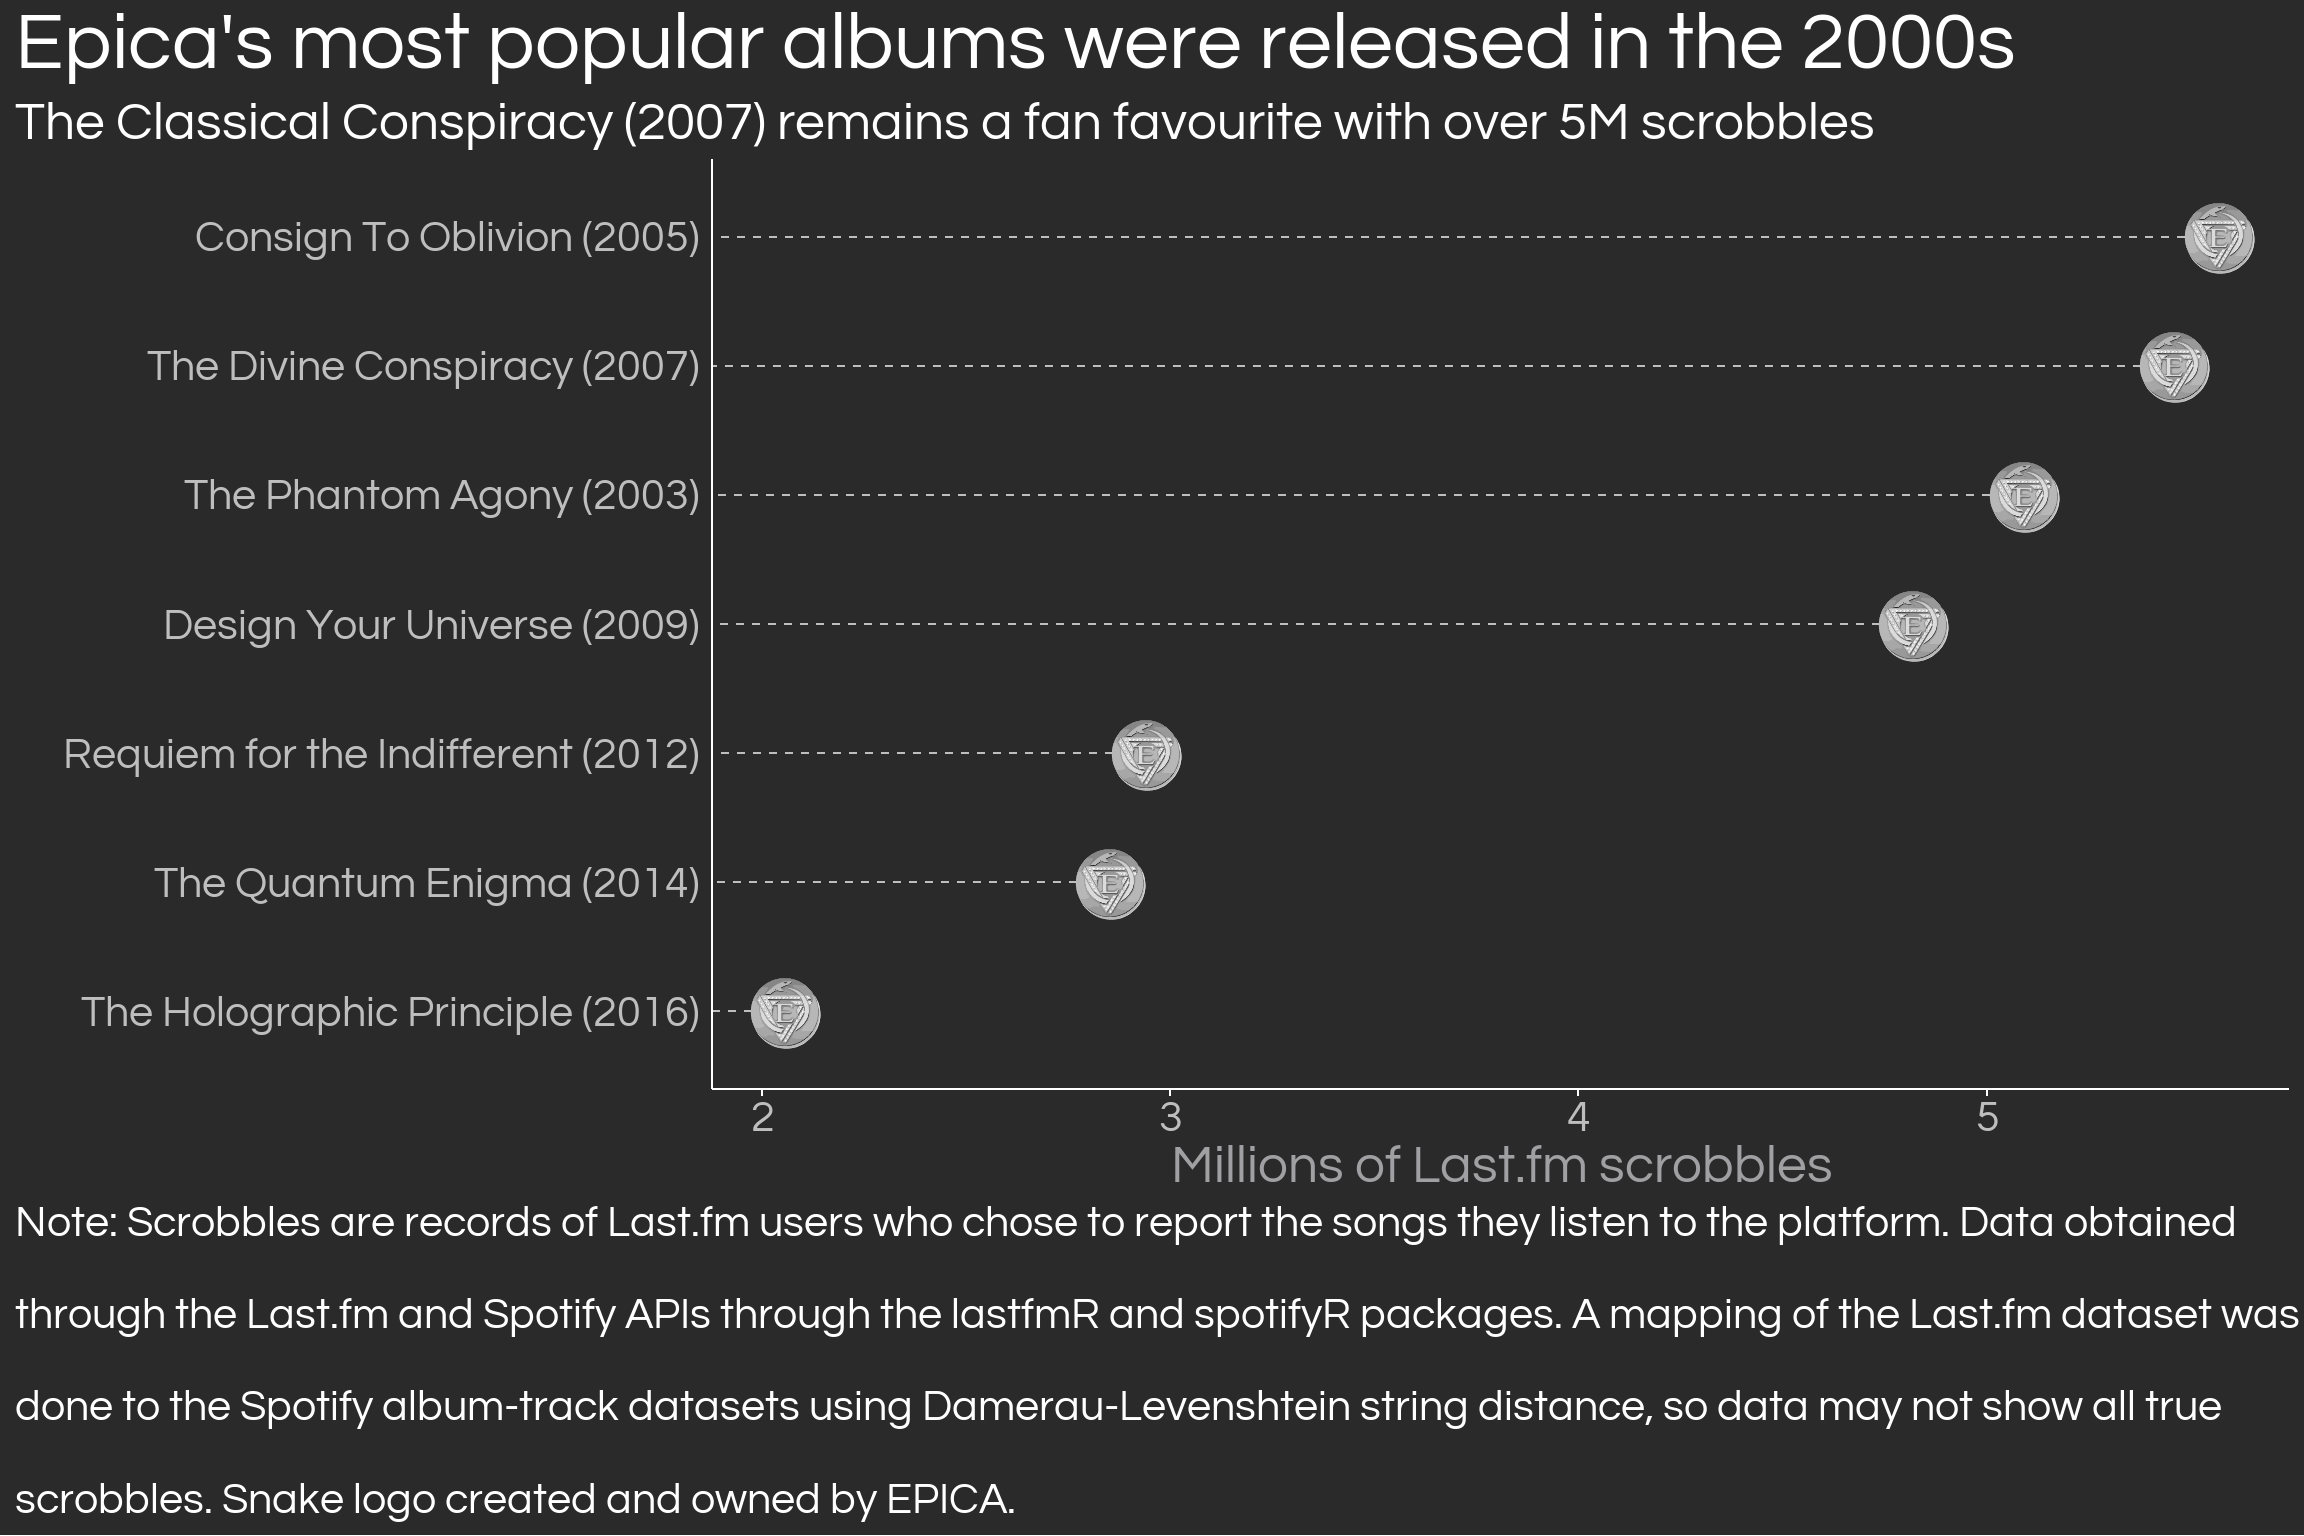 Epica's most popular albums were released in the 2000s
The Classical Conspiracy (2007) remains a fan favourite with over 5M scrobbles
Consign To Oblivion (2005)
The Divine Conspiracy (2007)
The Phantom Agony (2003)
Design Your Universe (2009)
Requiem for the Indifferent (2012)
The Quantum Enigma (2014)
The Holographic Principle (2016)
E
E
E
E
E
E
E
2 3 4 5
Millions of Last.fm scrobbles
Note: Scrobbles are records of Last.fm users who chose to report the songs they listen to the platform. Data obtained
through the Last.fm and Spotify APIs through the lastfmR and spotifyR packages. A mapping of the Last.fm dataset was
done to the Spotify album-track datasets using Damerau-Levenshtein string distance, so data may not show all true
scrobbles. Snake logo created and owned by EPICA.